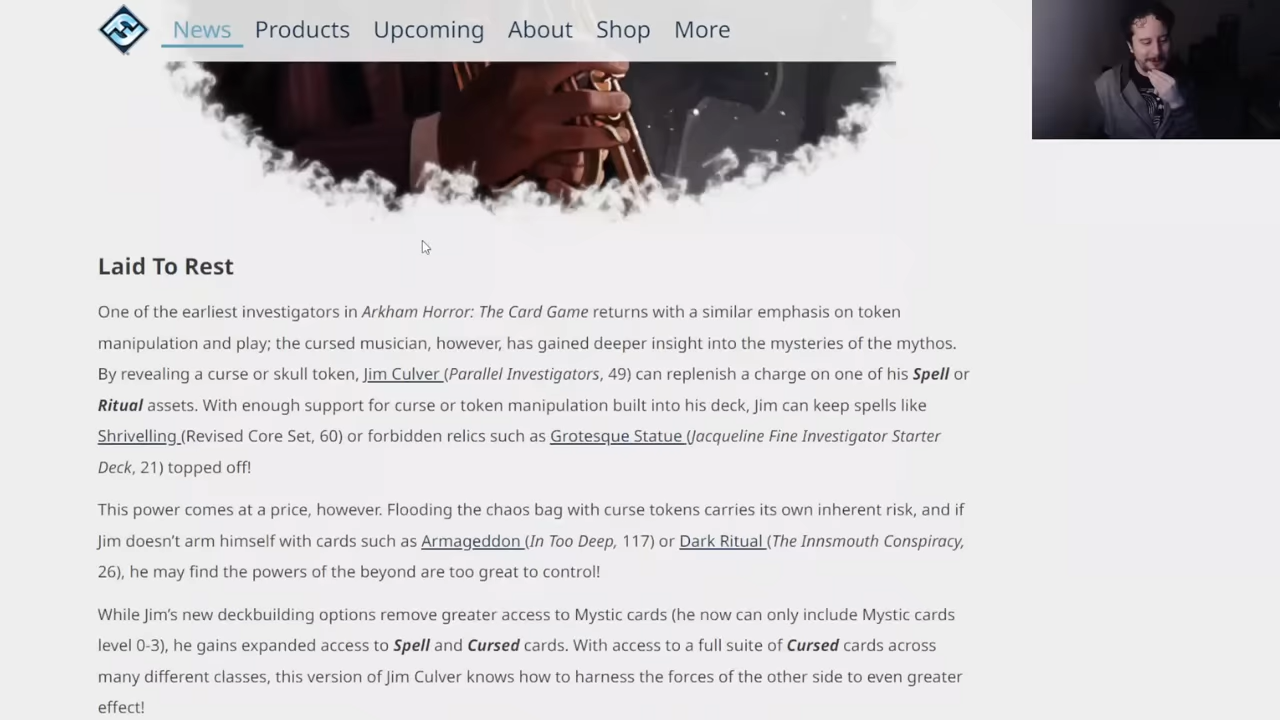 News Products Upcoming About Shop More
Laid To Rest
One of the earliest investigators in Arkham Horror: The Card Game returns with a similar emphasis on token
manipulation and play; the cursed musician, however, has gained deeper insight into the mysteries of the mythos.
By revealing a curse or skull token, Jim Culver (Parallel Investigators, 49) can replenish a charge on one of his Spell or
Ritual assets. With enough support for curse or token manipulation built into his deck, Jim can keep spells like
Shrivelling (Revised Core Set, 60) or forbidden relics such as Grotesque Statue (Jacqueline Fine Investigator Starter
Deck, 21) topped off!
This power comes at a price, however. Flooding the chaos bag with curse tokens carries its own inherent risk, and if
Jim doesn’t arm himself with cards such as Armageddon (In Too Deep, 117) or Dark Ritual (The Innsmouth Conspiracy,
26), he may find the powers of the beyond are too great to control!
While Jim’s new deckbuilding options remove greater access to Mystic cards (he now can only include Mystic cards
level 0-3), he gains expanded access to Spell and Cursed cards. With access to a full suite of Cursed cards across
many different classes, this version of Jim Culver knows how to harness the forces of the other side to even greater
effect!